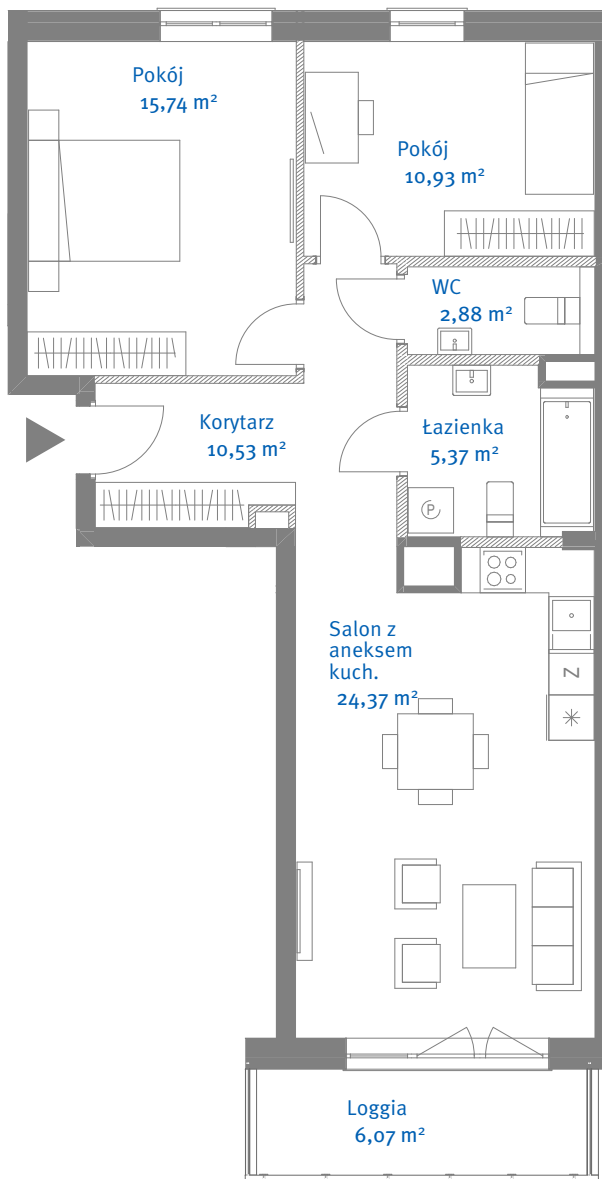 Pokój
15,74 m²
Pokój
10,93 m²
WC
2,88 m²
Korytarz
10,53 m²
Łazienka
5,37 m²
P
Salon z
aneksem
kuch.
24,37 m²
Z
Loggia
6,07 m²